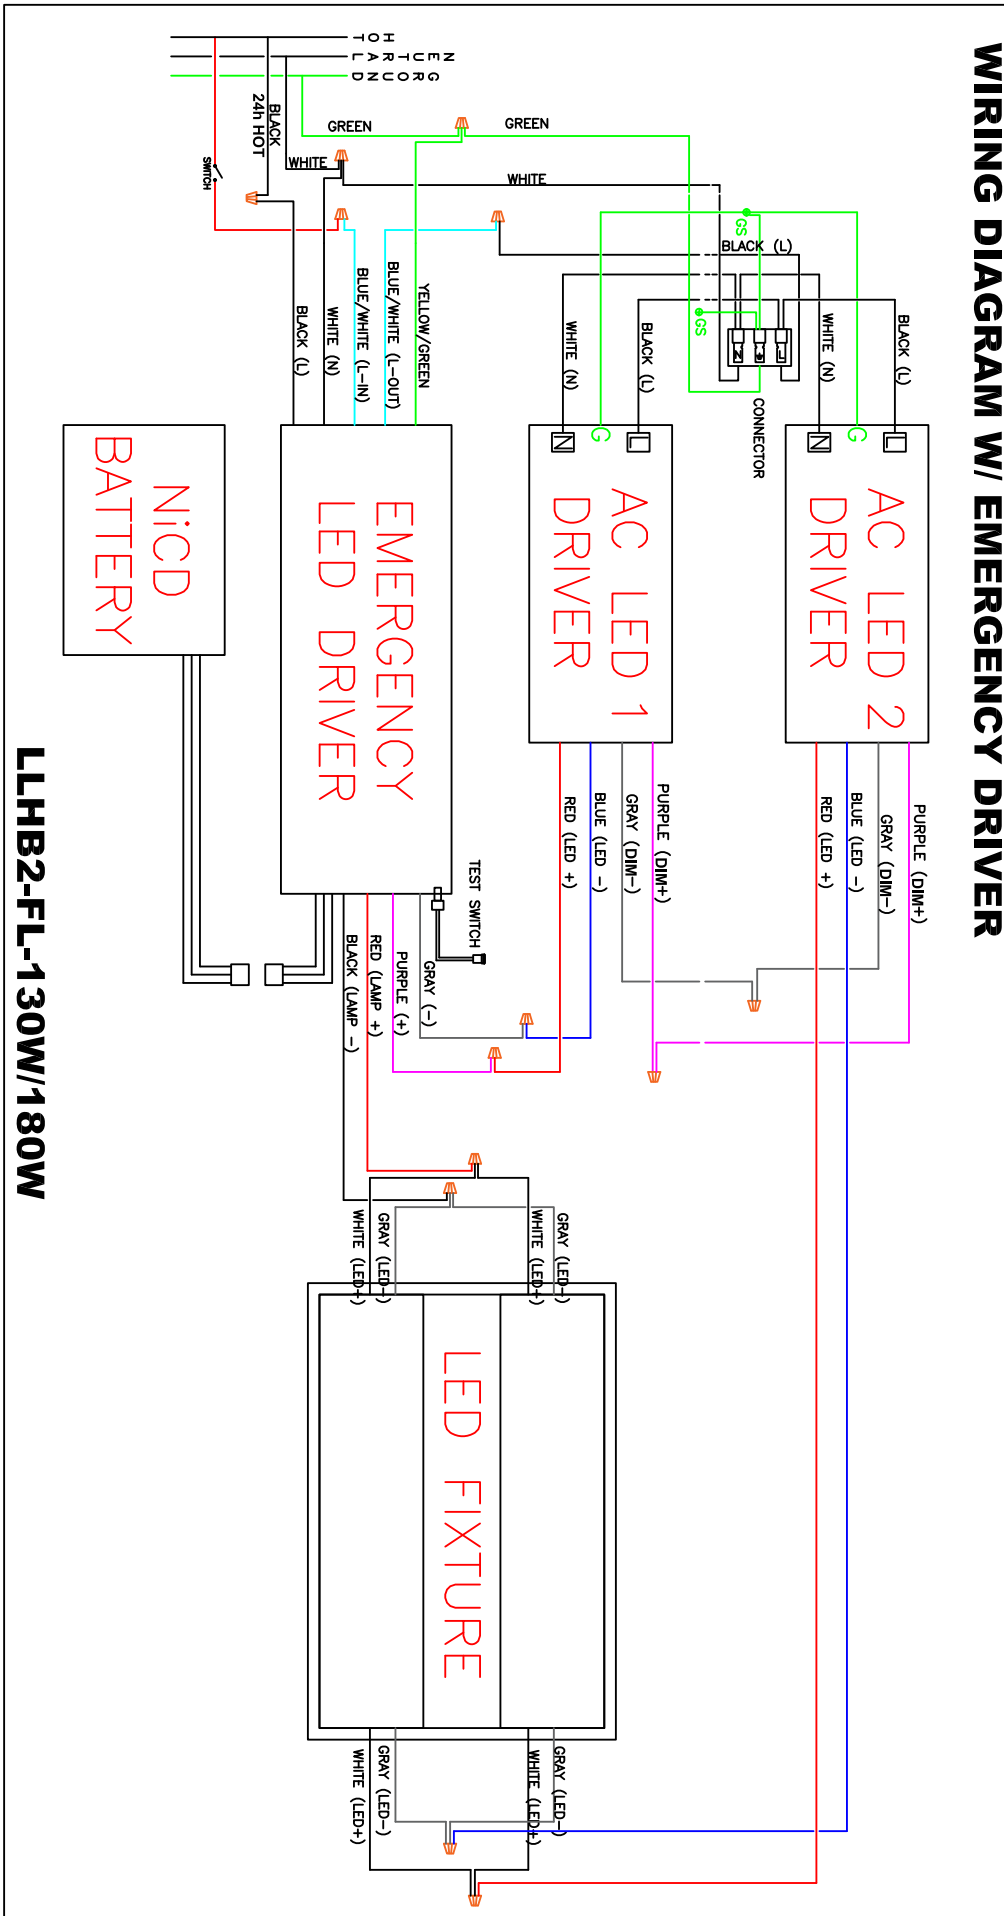 WIRING DIAGRAM W/ EMERGENCY DRIVER
HOT
NEUTRAL
GROUND
BLACK
24h HOT
SWITCH
GREEN
GREEN
WHITE
WHITE
BLACK (L)
WHITE (N)
BLUE/WHITE (L-IN)
BLUE/WHITE (L-OUT)
YELLOW/GREEN
GS
BLACK (L)
GS
N
L
CONNECTOR
WHITE (N)
BLACK (L)
WHITE (N)
BLACK (L)
L
G
N
AC LED 2
DRIVER
L
G
N
AC LED 1
DRIVER
EMERGENCY
LED DRIVER
NiCD
BATTERY
PURPLE (DIM+)
GRAY (DIM-)
BLUE (LED -)
RED (LED +)
PURPLE (DIM+)
GRAY (DIM-)
BLUE (LED -)
RED (LED +)
TEST SWITCH
GRAY (-)
PURPLE (+)
RED (LAMP +)
BLACK (LAMP -)
GRAY (LED-)
WHITE (LED+)
GRAY (LED-)
WHITE (LED+)
LED FIXTURE
GRAY (LED-)
WHITE (LED+)
GRAY (LED-)
WHITE (LED+)
LLHB2-FL-130W/180W